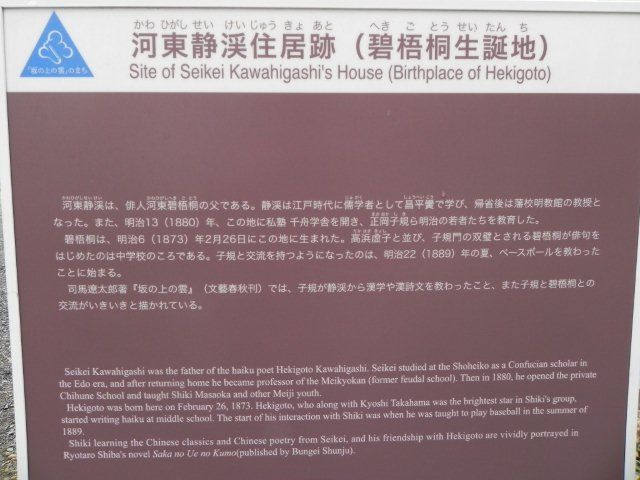 かわ ひがし せい けい じゅう きょ あと
へき ご とう せい たん ち
河東静渓住居跡（碧梧桐生誕地）
Site of Seikei Kawahigashi's House (Birthplace of Hekigoto)
「坂の上の雲」のまち
河東静渓は、俳人河東碧梧桐の父である。静渓は江戸時代に儒学者として昌平黌で学び、帰省後は藩校明教館の教授と
なった。また、明治13（1880）年、この地に私塾 千舟学舎を開き、正岡子規ら明治の若者たちを教育した。
碧梧桐は、明治6（1873）年2月26日にこの地に生まれた。高浜虚子と並び、子規門の双璧とされる碧梧桐が俳句を
はじめたのは中学校のころである。子規と交流を持つようになったのは、明治22（1889）年の夏、ベースボールを教わった
ことに始まる。
司馬遼太郎著『坂の上の雲』（文藝春秋刊）では、子規が静渓から漢学や漢詩文を教わったこと、また子規と碧梧桐との
交流がいきいきと描かれている。
Seikei Kawahigashi was the father of the haiku poet Hekigoto Kawahigashi. Seikei studied at the Shoheiko as a Confucian scholar in
the Edo era, and after returning home he became professor of the Meikyokan (former feudal school). Then in 1880, he opened the private
Chihune School and taught Shiki Masaoka and other Meiji youth.
Hekigoto was born here on February 26, 1873. Hekigoto, who along with Kyoshi Takahama was the brightest star in Shiki's group,
started writing haiku at middle school. The start of his interaction with Shiki was when he was taught to play baseball in the summer of
1889.
Shiki learning the Chinese classics and Chinese poetry from Seikei, and his friendship with Hekigoto are vividly portrayed in
Ryotaro Shiba's novel Saka no Ue no Kumo(published by Bungei Shunju).